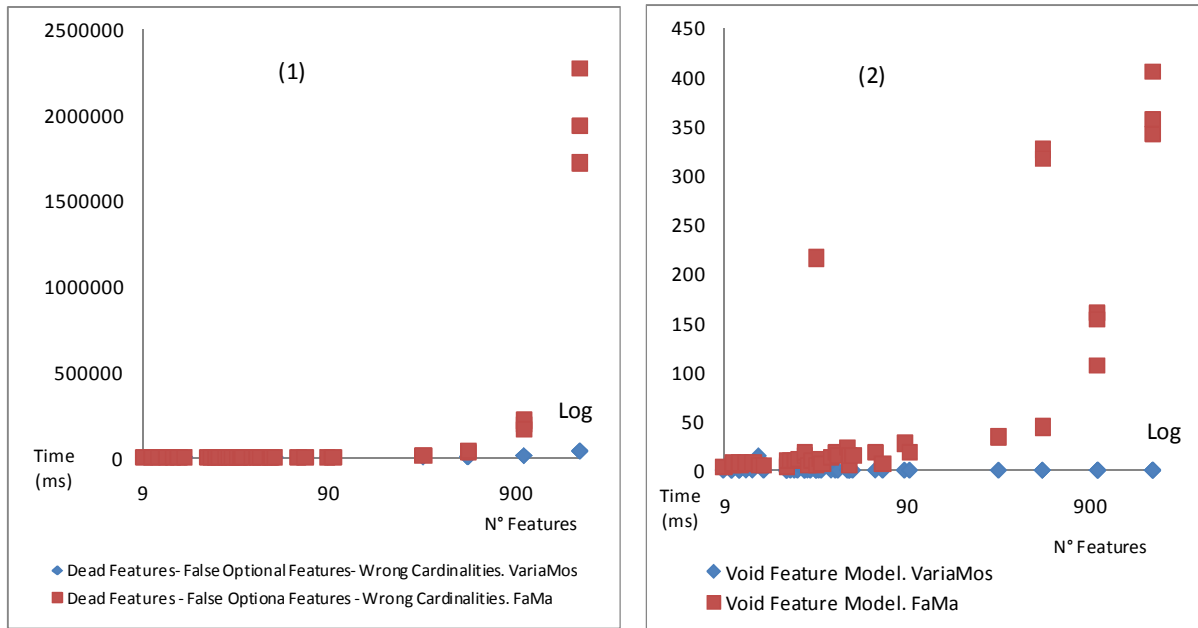 2500000
2000000
1500000
1000000
500000
0
(1)
Log
Time
(ms)
9
90
900
N° Features
Dead Features- False Optional Features- Wrong Cardinalities. VariaMos
Dead Features - False Optiona Features - Wrong Cardinalities. FaMa
450
400
350
300
250
200
150
100
50
0
(2)
Log
Time
(ms)
9
90
900
N° Features
Void Feature Model. VariaMos
Void Feature Model. FaMa